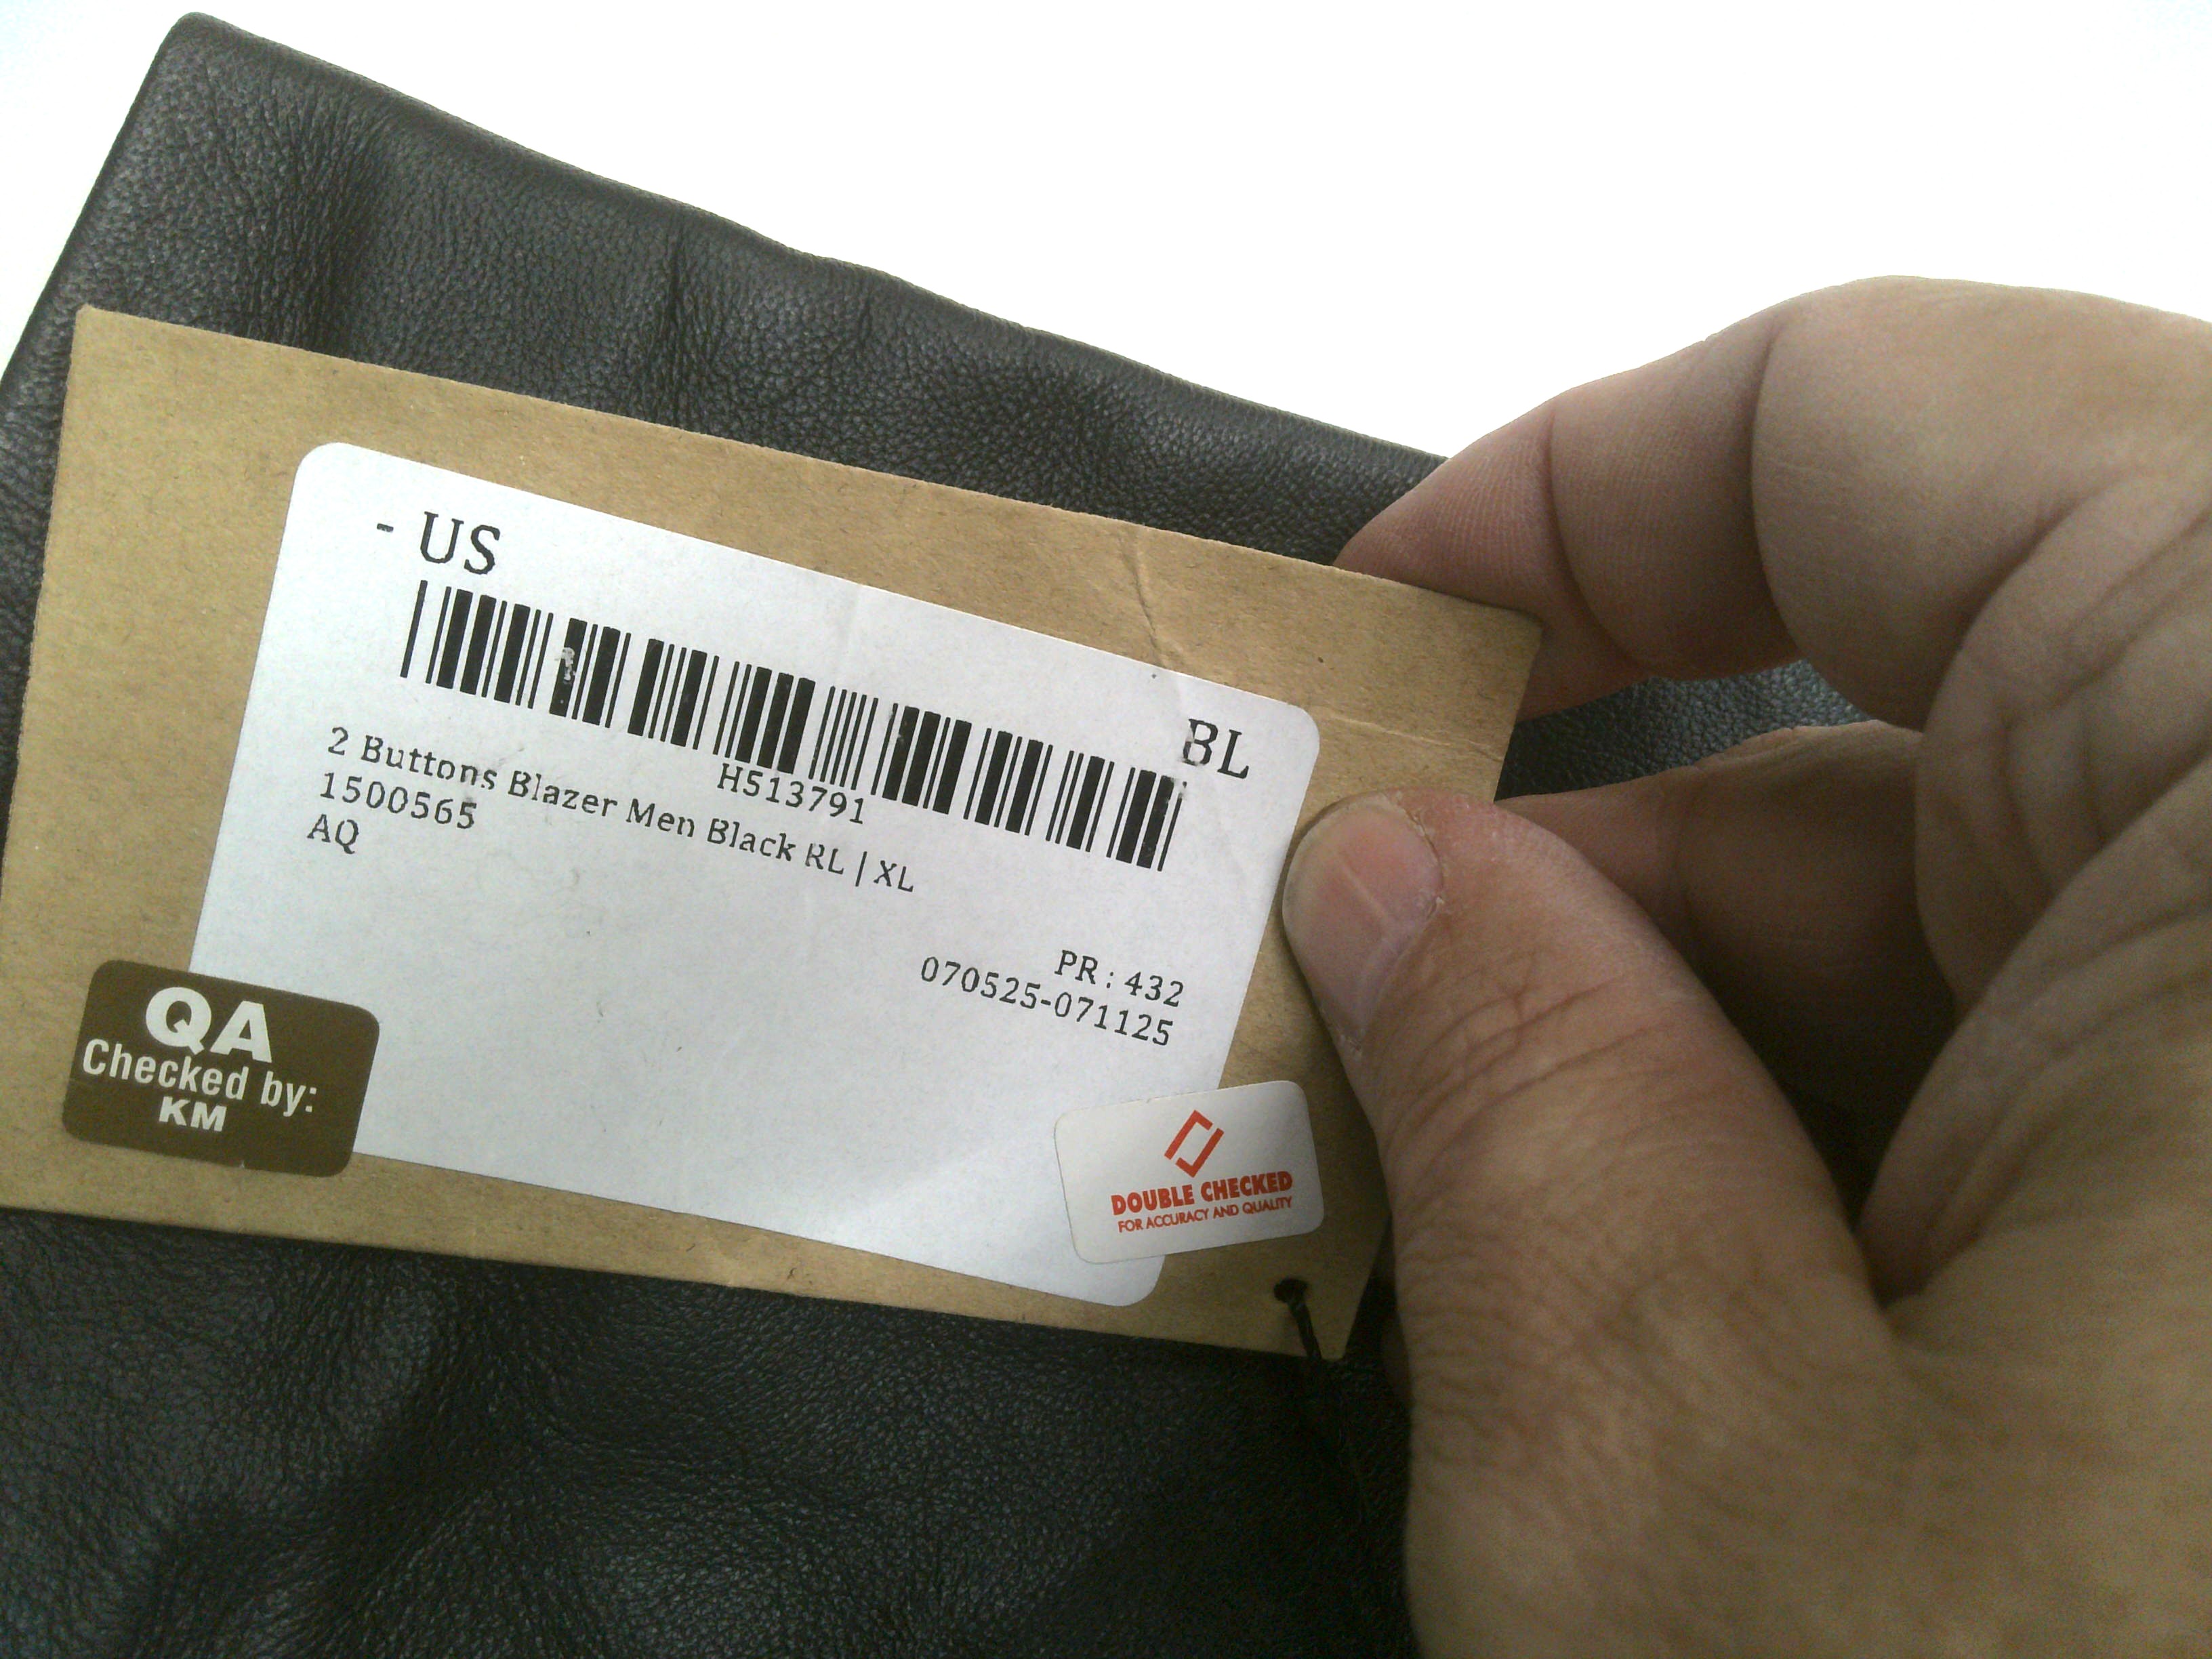 - US
BL
H513791
2 Buttons Blazer Men Black RL | XL
1500565
AQ
PR : 432
070525-071125
QA
Checked by:
KM
DOUBLE CHECKED
FOR ACCURACY AND QUALITY